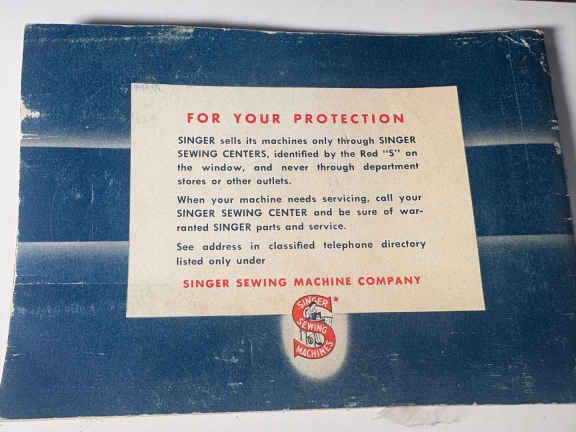 FOR YOUR PROTECTION
SINGER sells its machines only through SINGER
SEWING CENTERS, identified by the Red "S" on
the window, and never through department
stores or other outlets.
When your machine needs servicing, call your
SINGER SEWING CENTER and be sure of war-
ranted SINGER parts and service.
See address in classified telephone directory
listed only under
SINGER SEWING MACHINE COMPANY
SINGER *
SEWING
MACHINES